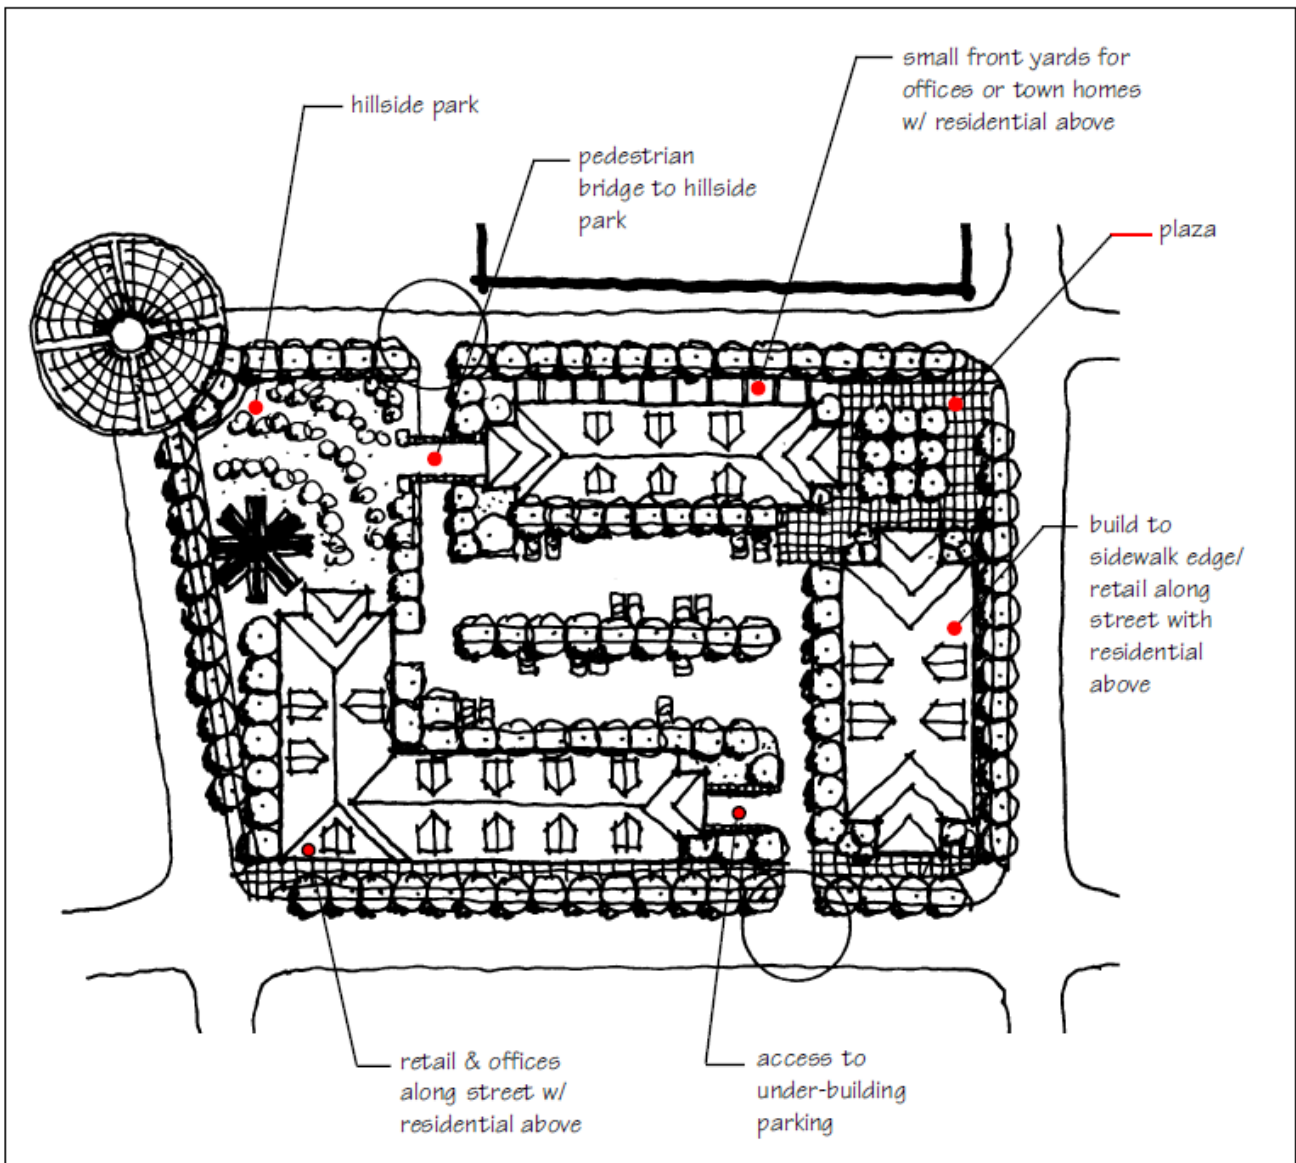 small front yards for
offices or town homes
w/ residential above
hillside park
pedestrian
bridge to hillside
park
plaza
build to
sidewalk edge/
retail along
street with
residential
above
retail & offices
along street w/
residential above
access to
under-building
parking